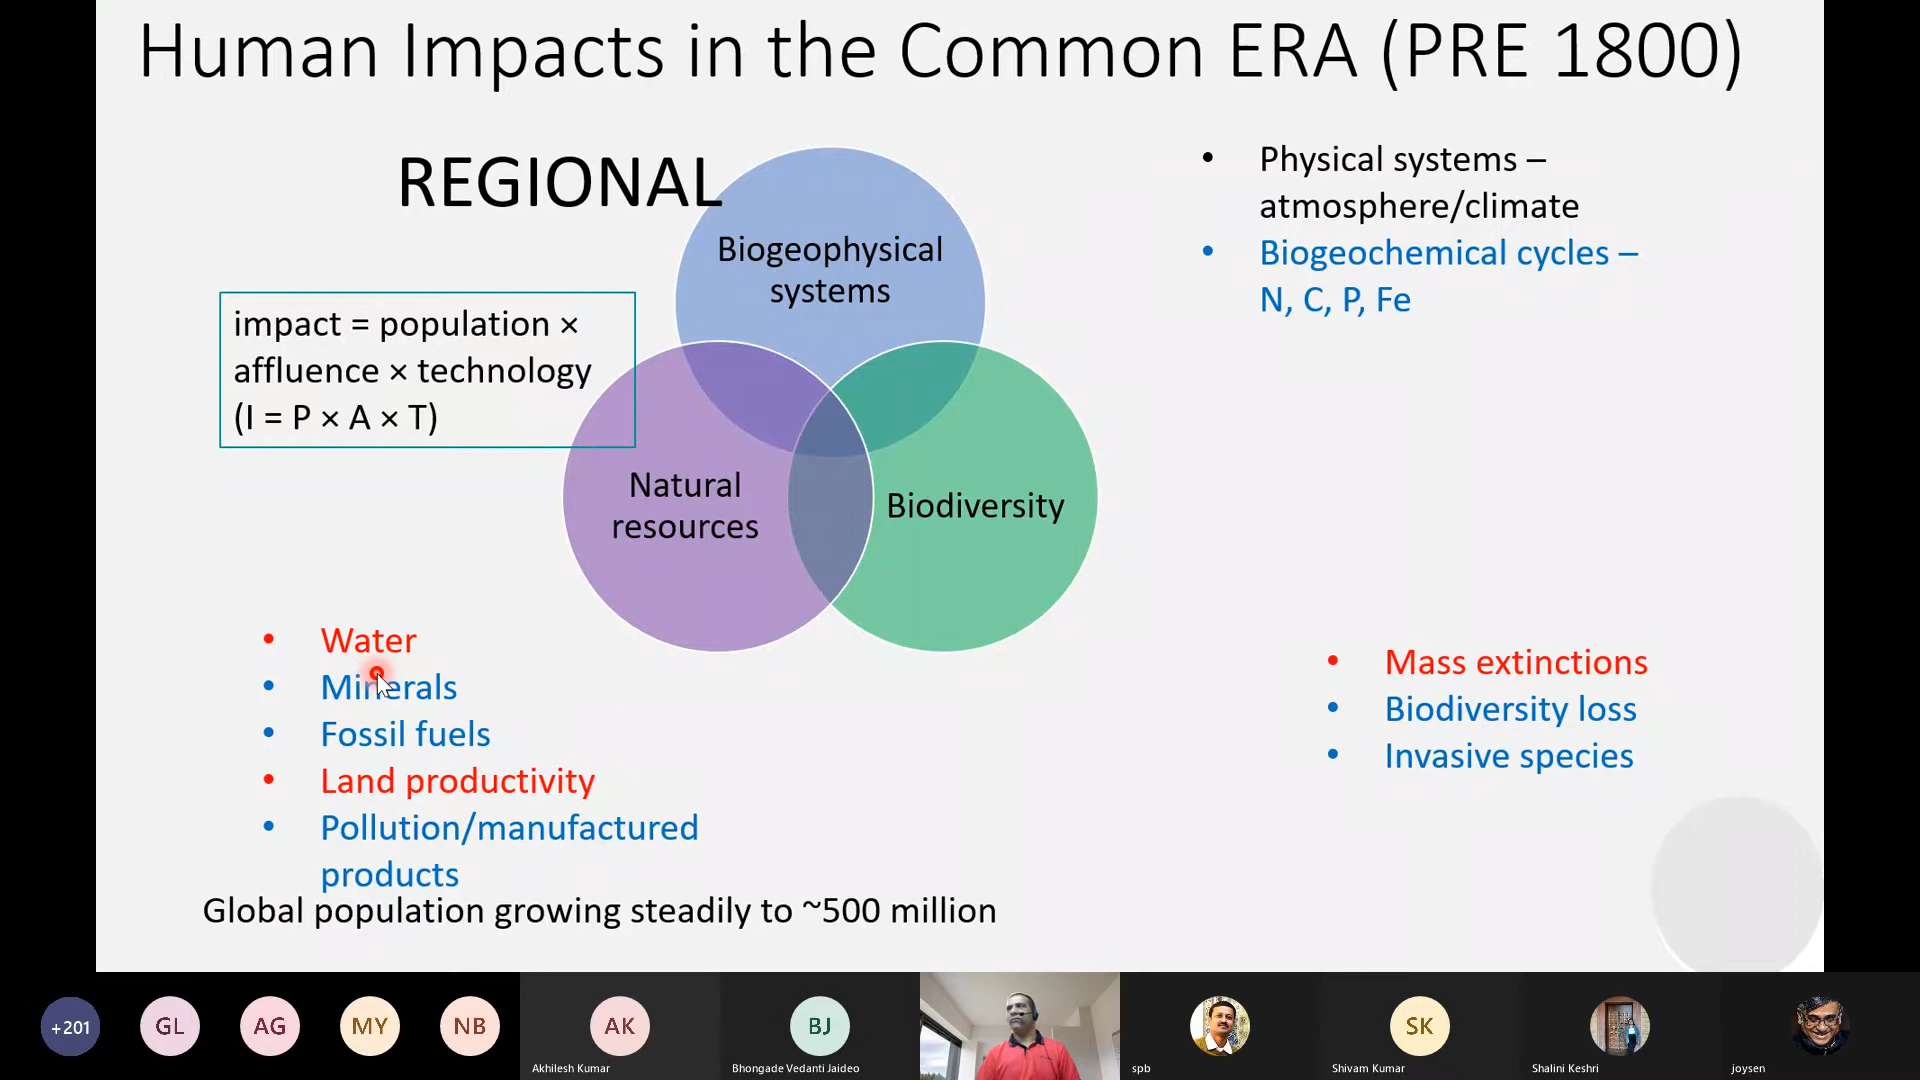 Human Impacts in the Common ERA (PRE 1800)
REGIONAL
impact = population ×
affluence × technology
(I = P × A × T)
Biogeophysical
systems
Natural
resources
Biodiversity
• Physical systems –
atmosphere/climate
• Biogeochemical cycles –
N, C, P, Fe
• Water
• Minerals
• Fossil fuels
• Land productivity
• Pollution/manufactured
products
• Mass extinctions
• Biodiversity loss
• Invasive species
Global population growing steadily to ~500 million
+201
GL
AG
MY
NB
AK
Akhilesh Kumar
BJ
Bhongade Vedanti Jaideo
spb
SK
Shivam Kumar
Shalini Keshri
joysen